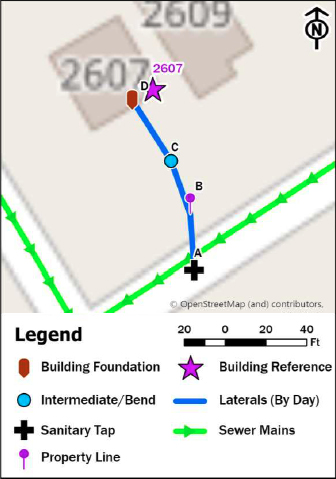 2609
N
2607
2607
D
C
B
A
© OpenStreetMap (and) contributors,
Legend
20 0 20 40
Ft
Building Foundation
Building Reference
Intermediate/Bend
Laterals (By Day)
Sanitary Tap
Sewer Mains
Property Line